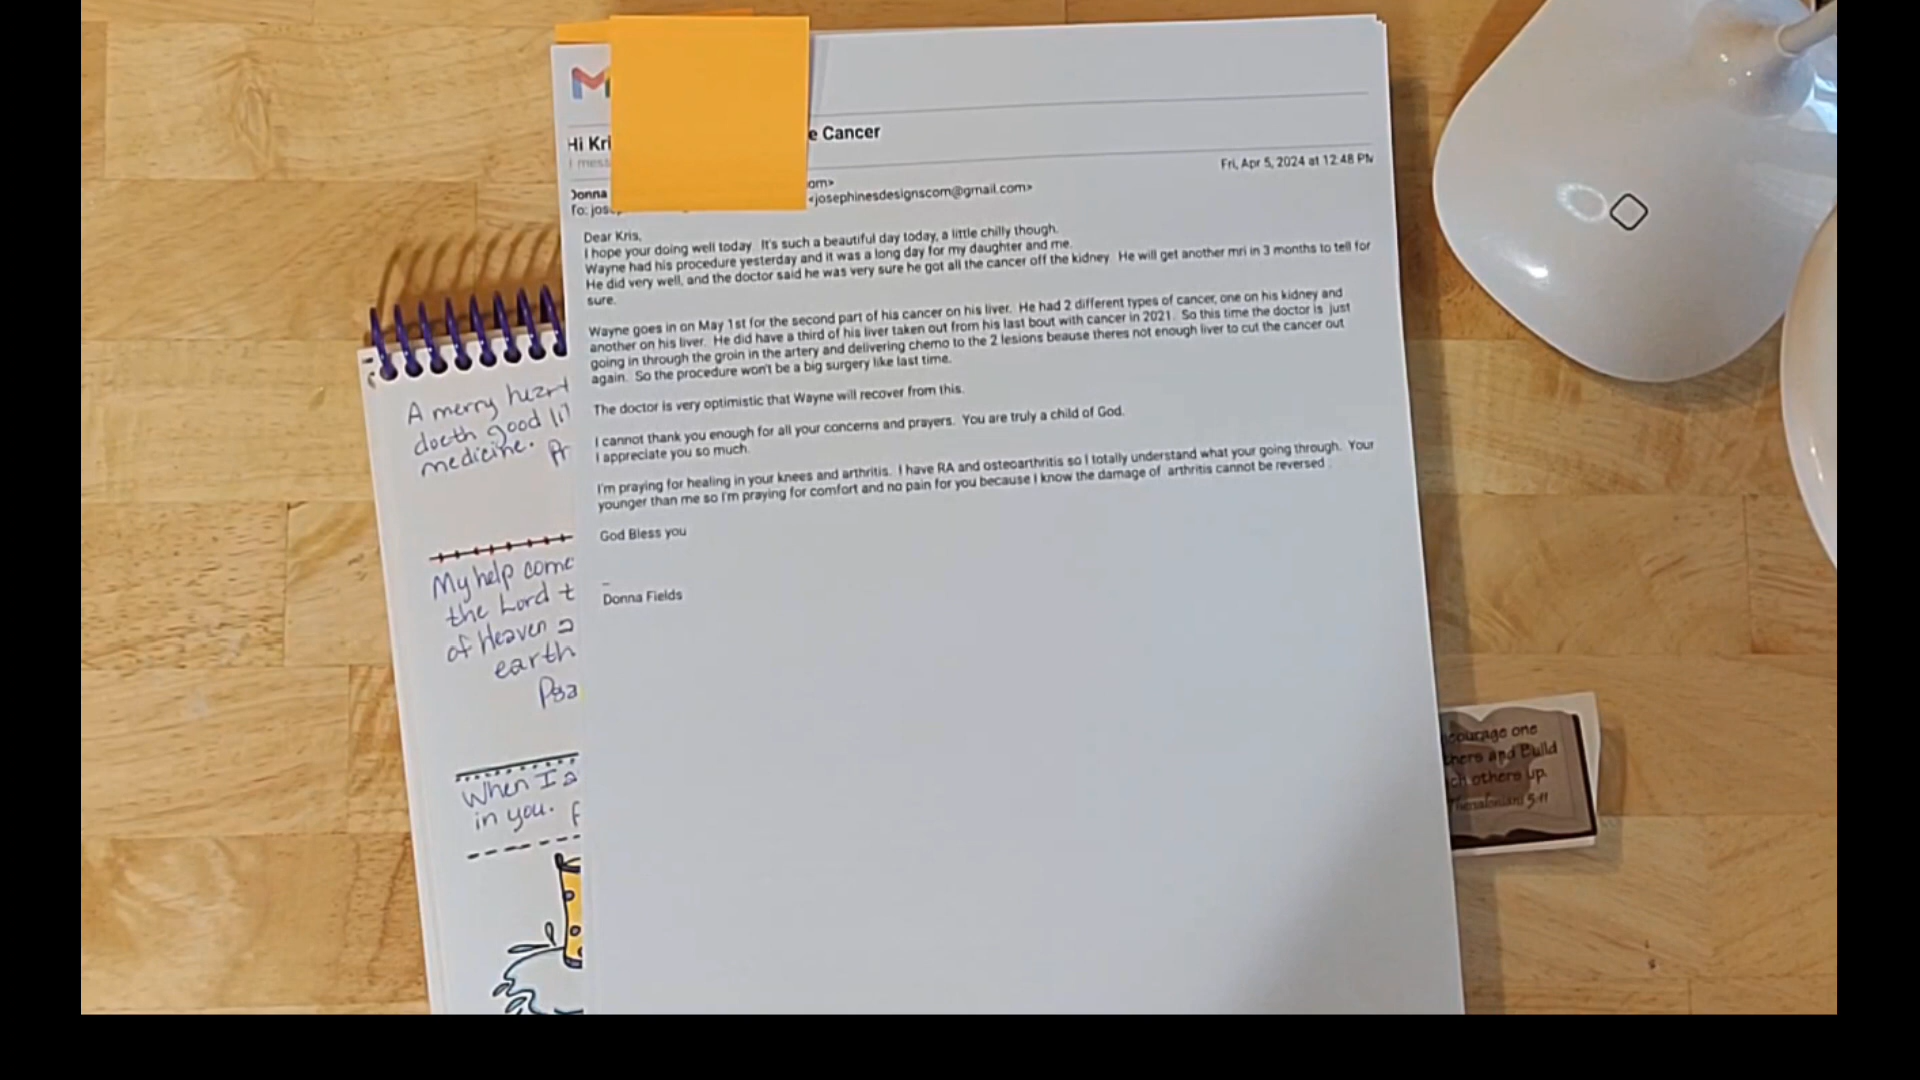 Hi Kri e Cancer
1 mess
Fri, Apr 5, 2024 at 12:48 PM
Donna om>
To: jos <josephinesdesignscom@gmail.com>
Dear Kris,
I hope your doing well today. It's such a beautiful day today, a little chilly though.
Wayne had his procedure yesterday and it was a long day for my daughter and me.
He did very well, and the doctor said he was very sure he got all the cancer off the kidney. He will get another mri in 3 months to tell for
sure.
Wayne goes in on May 1st for the second part of his cancer on his liver. He had 2 different types of cancer, one on his kidney and
another on his liver. He did have a third of his liver taken out from his last bout with cancer in 2021. So this time the doctor is just
going in through the groin in the artery and delivering chemo to the 2 lesions beause theres not enough liver to cut the cancer out
again. So the procedure won't be a big surgery like last time.
The doctor is very optimistic that Wayne will recover from this.
I cannot thank you enough for all your concerns and prayers. You are truly a child of God.
I appreciate you so much.
I'm praying for healing in your knees and arthritis. I have RA and osteoarthritis so I totally understand what your going through. Your
younger than me so I'm praying for comfort and no pain for you because I know the damage of arthritis cannot be reversed.
God Bless you
--
Donna Fields
A merry heart
doeth good li
medicine. Pr
My help come
the Lord t
of Heaven a
earth
Psa
When I a
in you. P
courage one
thers and Build
ch others up.
Thessalonians 5:11